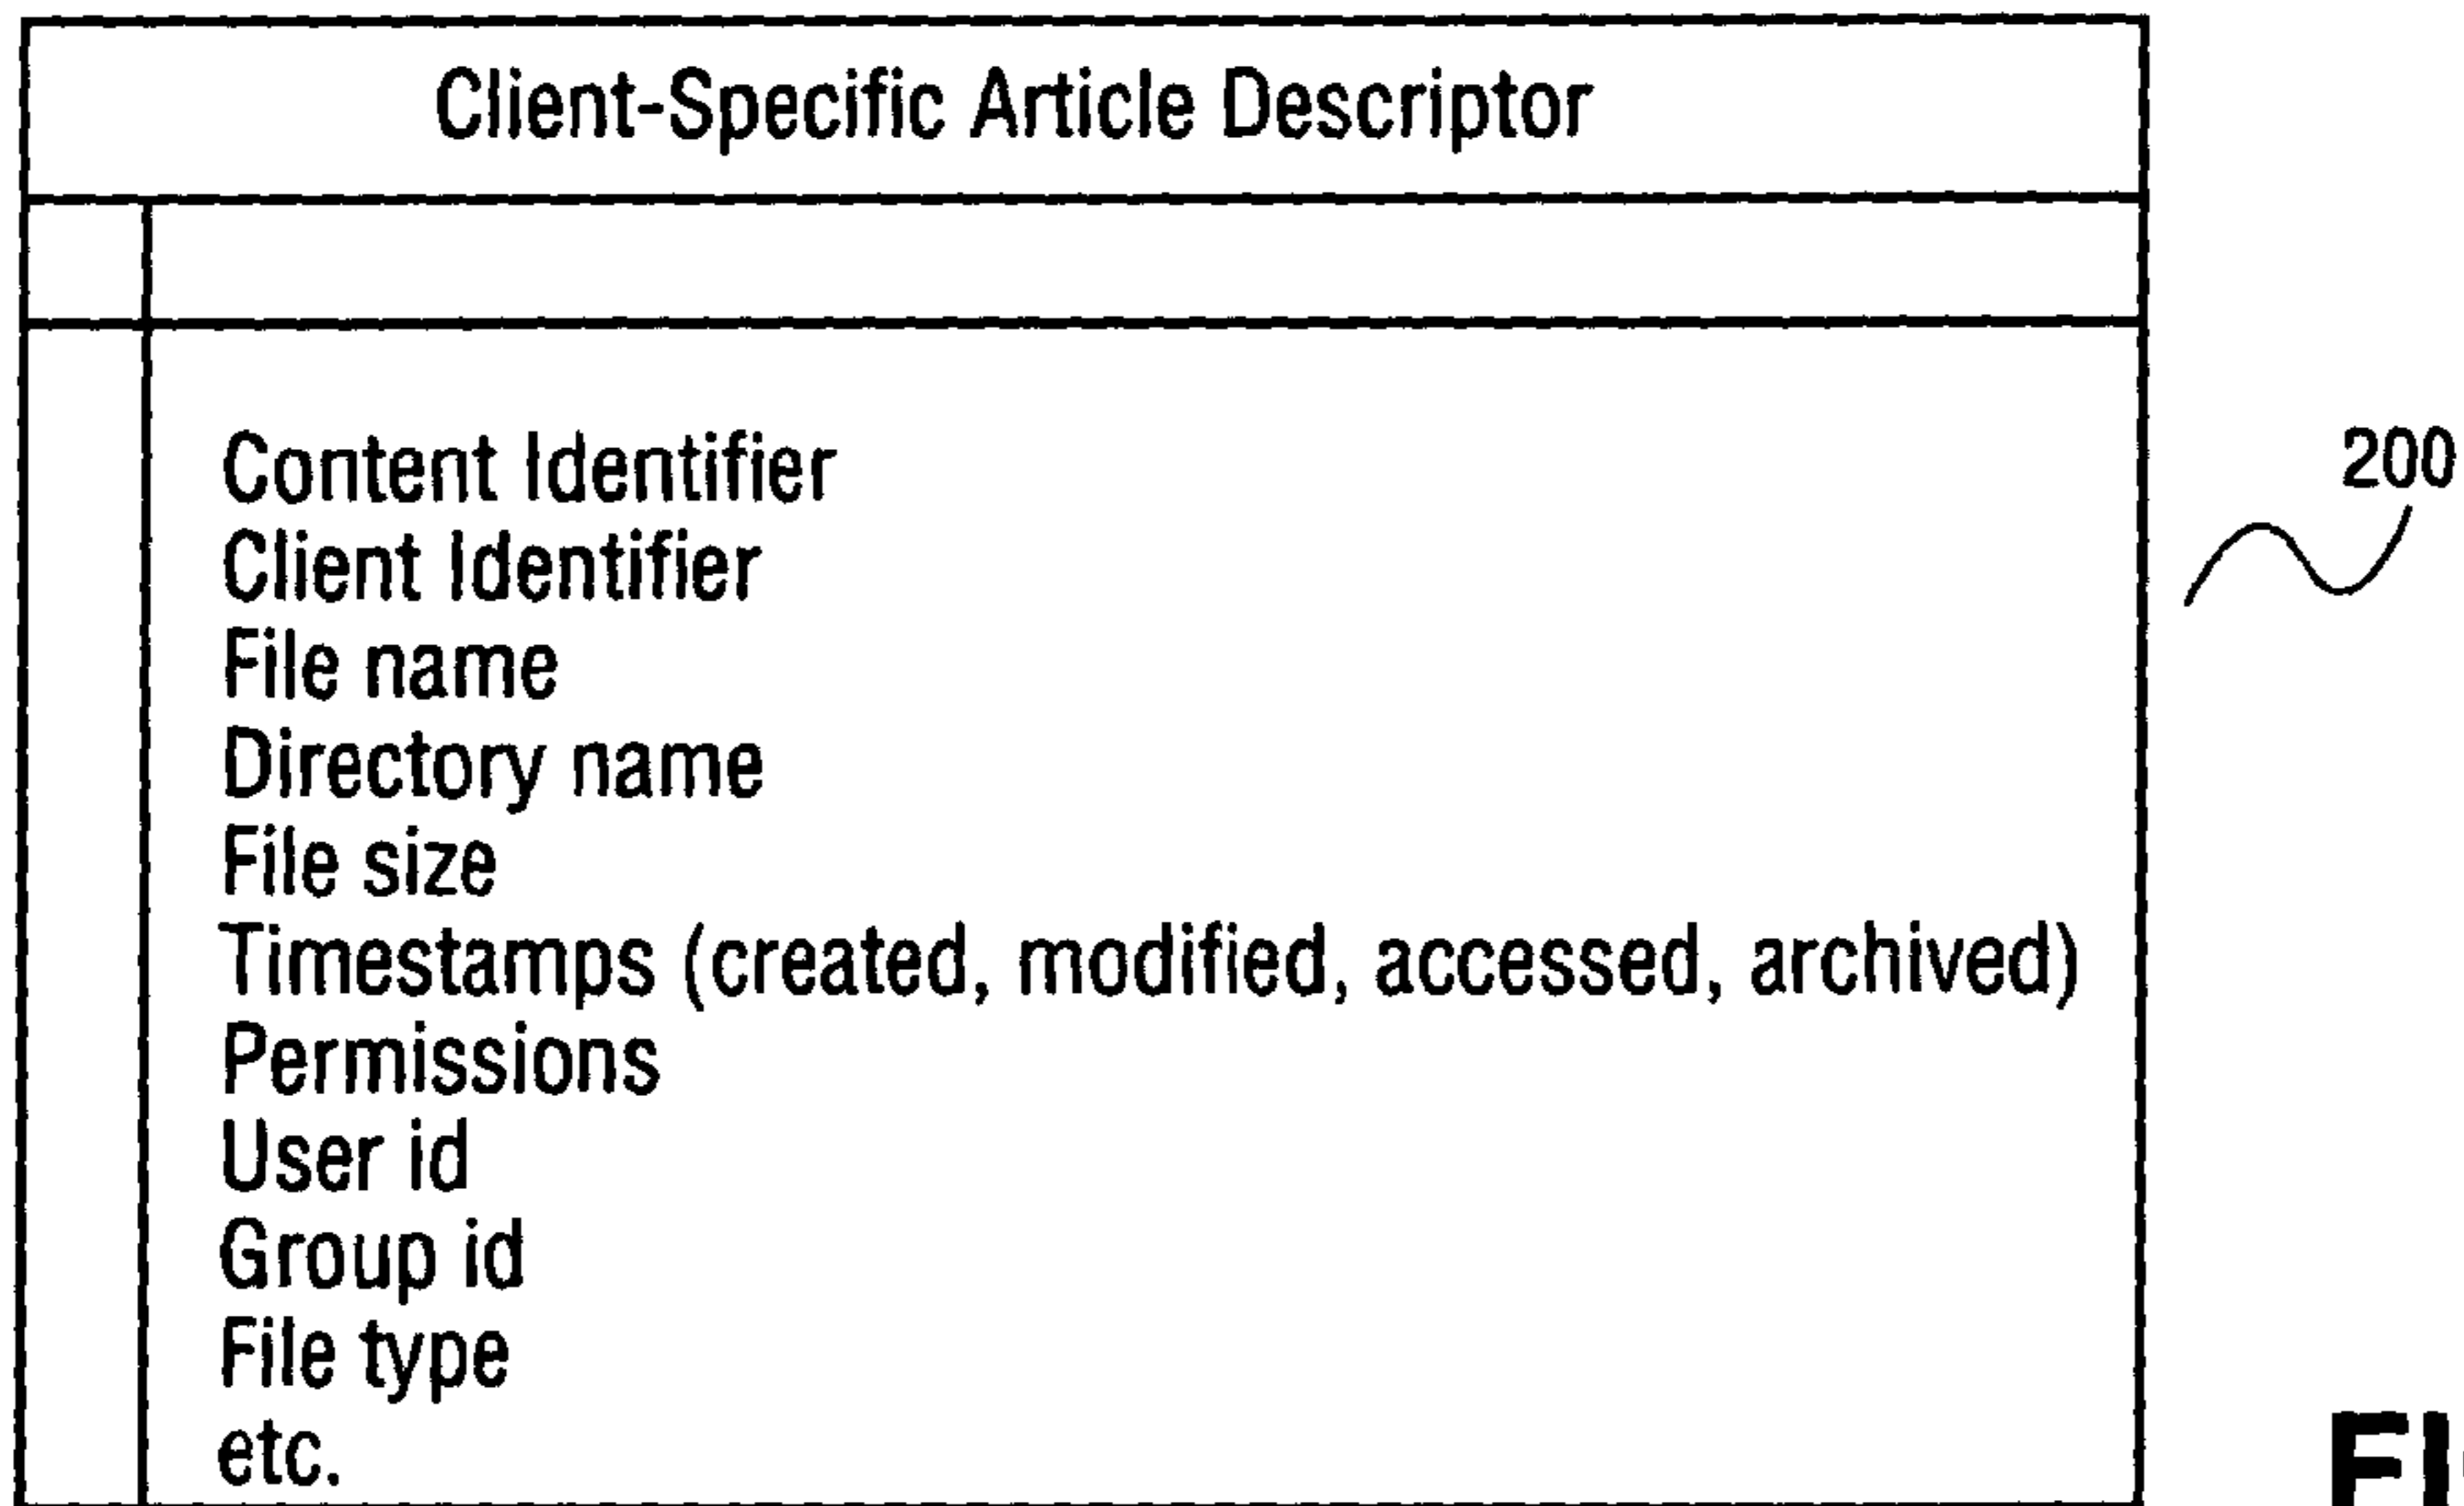 Client-Specific Article Descriptor
Content Identifier
200
Client Identifier
File name
Directory name
File size
Timestamps (created, modified, accessed, archived)
Permissions
User id
Group id
File type
etc.